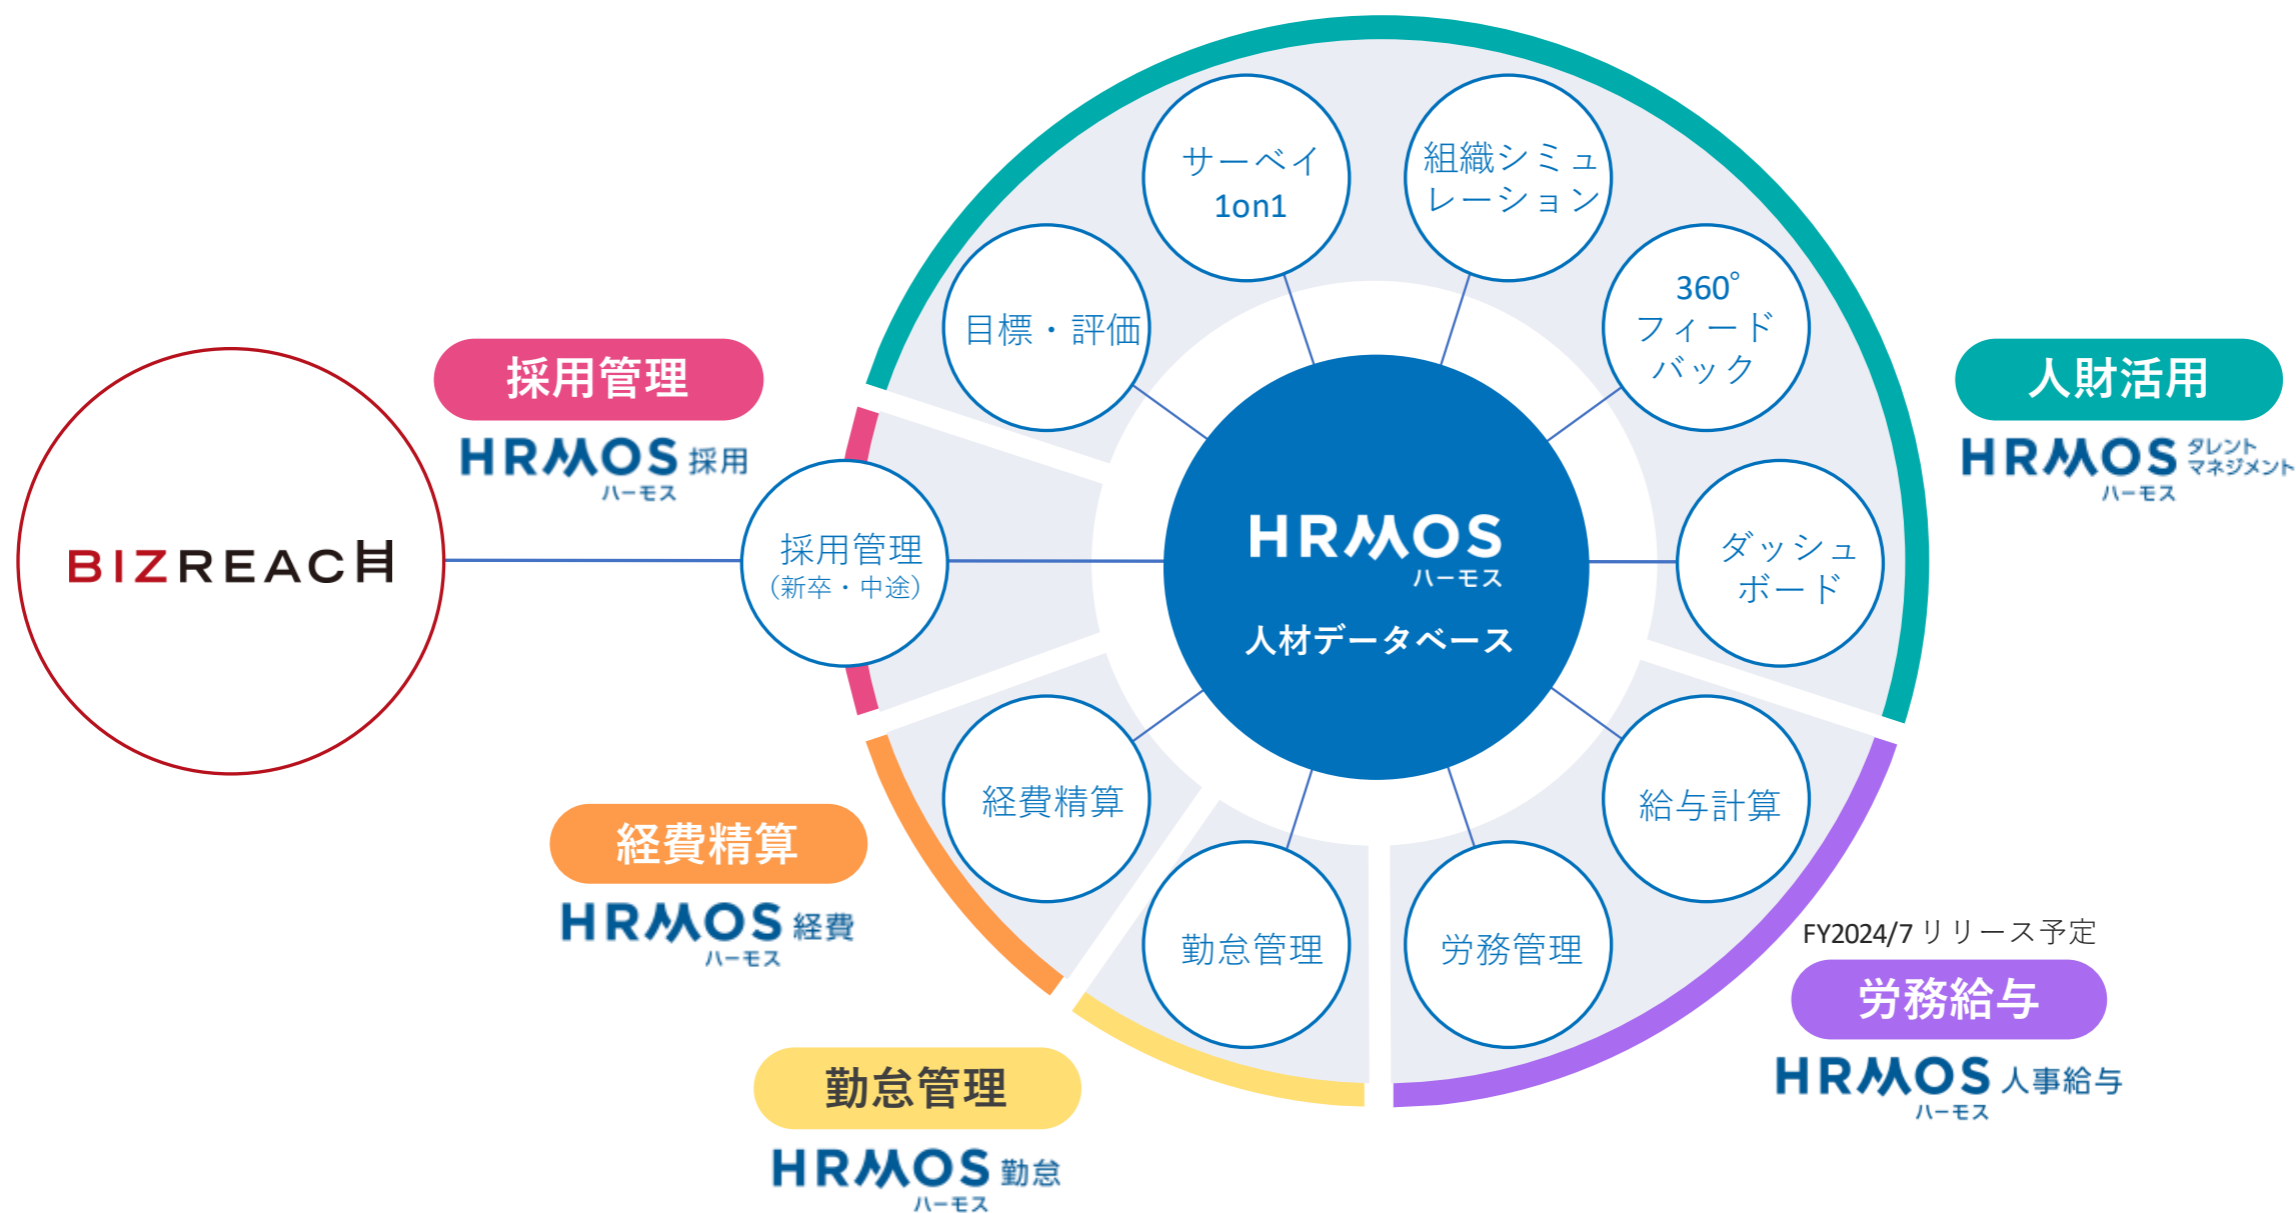 BIZREACH
採用管理
HRMOS 採用
ハーモス
経費精算
HRMOS 経費
ハーモス
勤怠管理
HRMOS 勤怠
ハーモス
サーベイ
1on1
組織シミュ
レーション
目標・評価
360°
フィード
バック
採用管理
（新卒・中途）
HRMOS
ハーモス
人材データベース
ダッシュ
ボード
経費精算
給与計算
勤怠管理
労務管理
人財活用
HRMOS タレント
マネジメント
ハーモス
FY2024/7 リリース予定
労務給与
HRMOS 人事給与
ハーモス